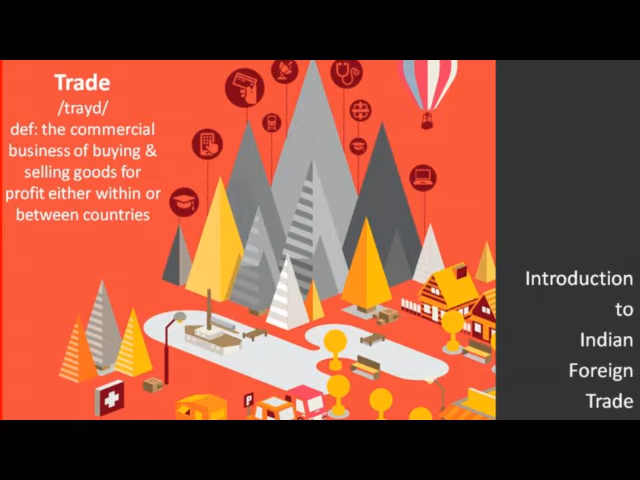 Trade
/trayd/
def: the commercial
business of buying &
selling goods for
profit either within or
between countries
P
Introduction
to
Indian
Foreign
Trade